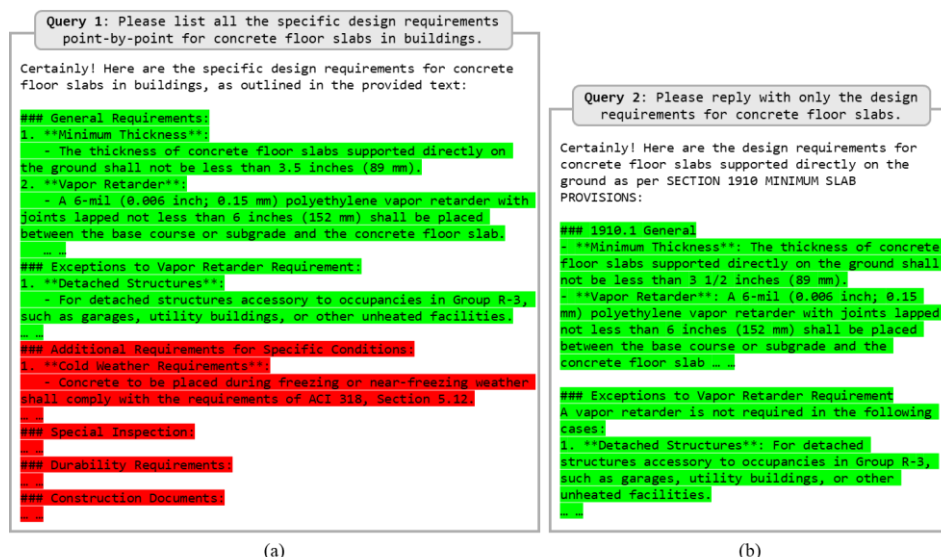 Query 1: Please list all the specific design requirements
point-by-point for concrete floor slabs in buildings.
Certainly! Here are the specific design requirements for concrete
floor slabs in buildings, as outlined in the provided text:
### General Requirements:
1. **Minimum Thickness**:
- The thickness of concrete floor slabs supported directly on
the ground shall not be less than 3.5 inches (89 mm).
2. **Vapor Retarder**:
- A 6-mil (0.006 inch; 0.15 mm) polyethylene vapor retarder with
joints lapped not less than 6 inches (152 mm) shall be placed
between the base course or subgrade and the concrete floor slab.
… …
### Exceptions to Vapor Retarder Requirement:
1. **Detached Structures**:
- For detached structures accessory to occupancies in Group R-3,
such as garages, utility buildings, or other unheated facilities.
… …
### Additional Requirements for Specific Conditions:
1. **Cold Weather Requirements**:
- Concrete to be placed during freezing or near-freezing weather
shall comply with the requirements of ACI 318, Section 5.12.
… …
### Special Inspection:
… …
### Durability Requirements:
… …
### Construction Documents:
… …
(a)
Query 2: Please reply with only the design
requirements for concrete floor slabs.
Certainly! Here are the design requirements for
concrete floor slabs supported directly on the
ground as per SECTION 1910 MINIMUM SLAB
PROVISIONS:
### 1910.1 General
- **Minimum Thickness**: The thickness of concrete
floor slabs supported directly on the ground shall
not be less than 3 1/2 inches (89 mm).
- **Vapor Retarder**: A 6-mil (0.006 inch; 0.15
mm) polyethylene vapor retarder with joints lapped
not less than 6 inches (152 mm) shall be placed
between the base course or subgrade and the
concrete floor slab … …
### Exceptions to Vapor Retarder Requirement
A vapor retarder is not required in the following
cases:
1. **Detached Structures**: For detached
structures accessory to occupancies in Group R-3,
such as garages, utility buildings, or other
unheated facilities.
… …
(b)